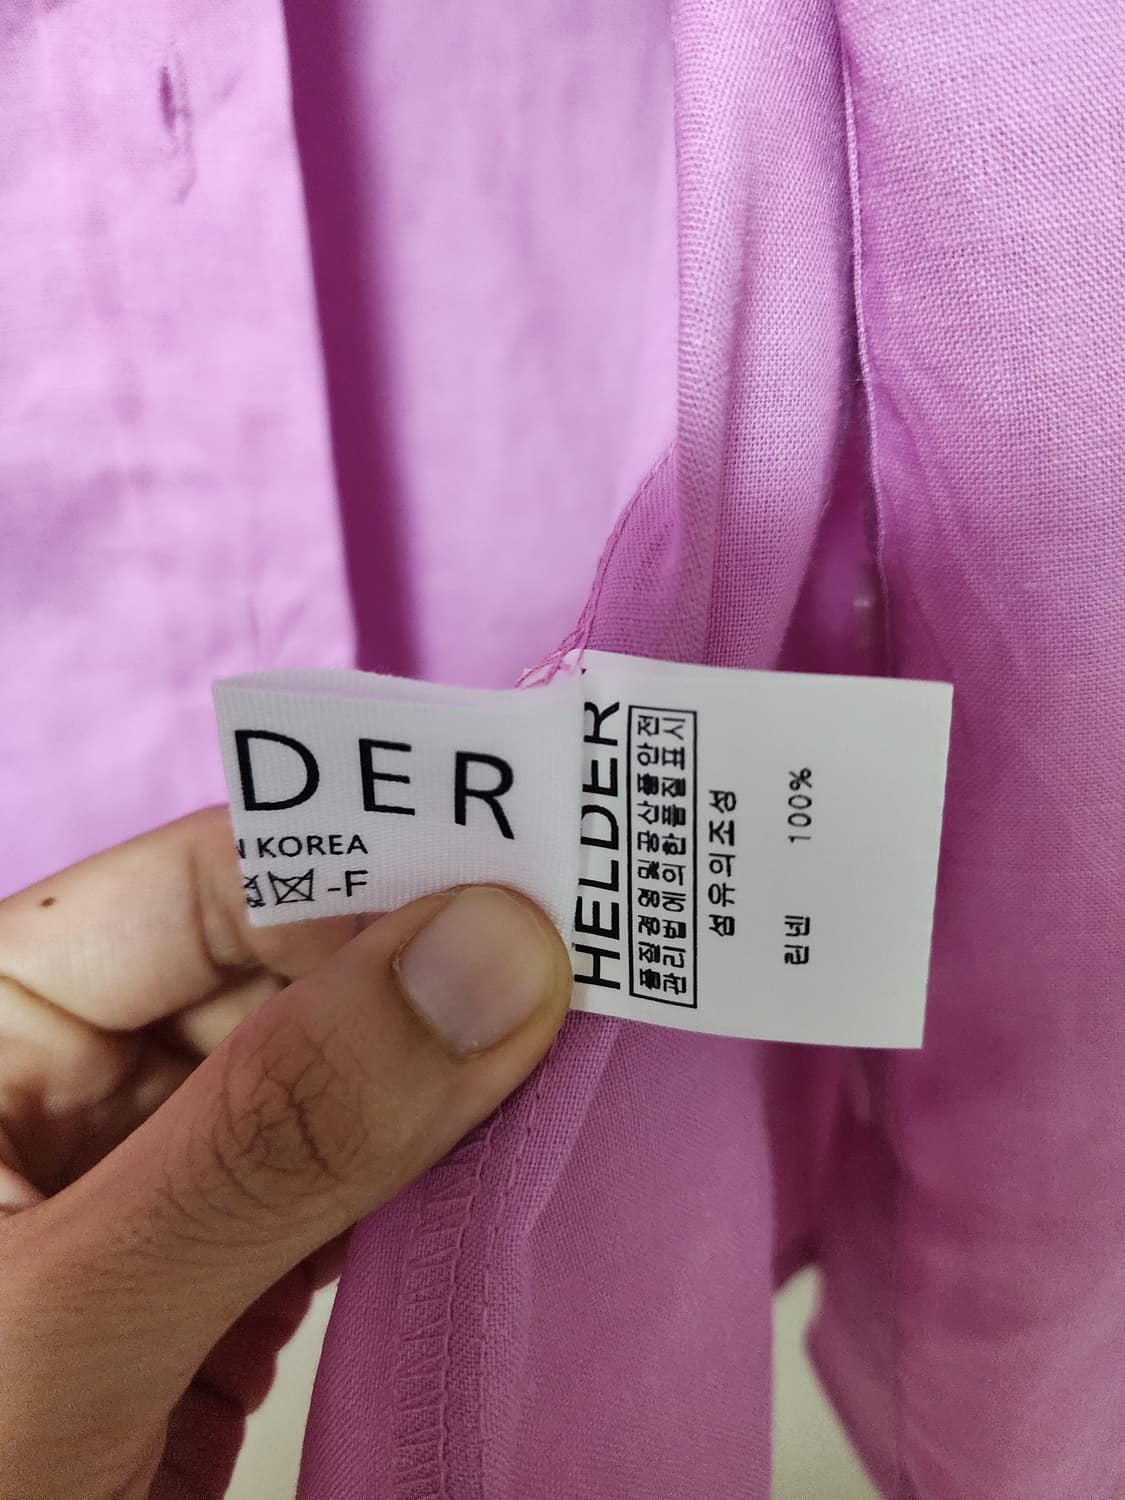 DER
N KOREA
-F
HELDER
품질경영및공산품안전
관리법에의한품질표시
섬유의조성
린넨 100%